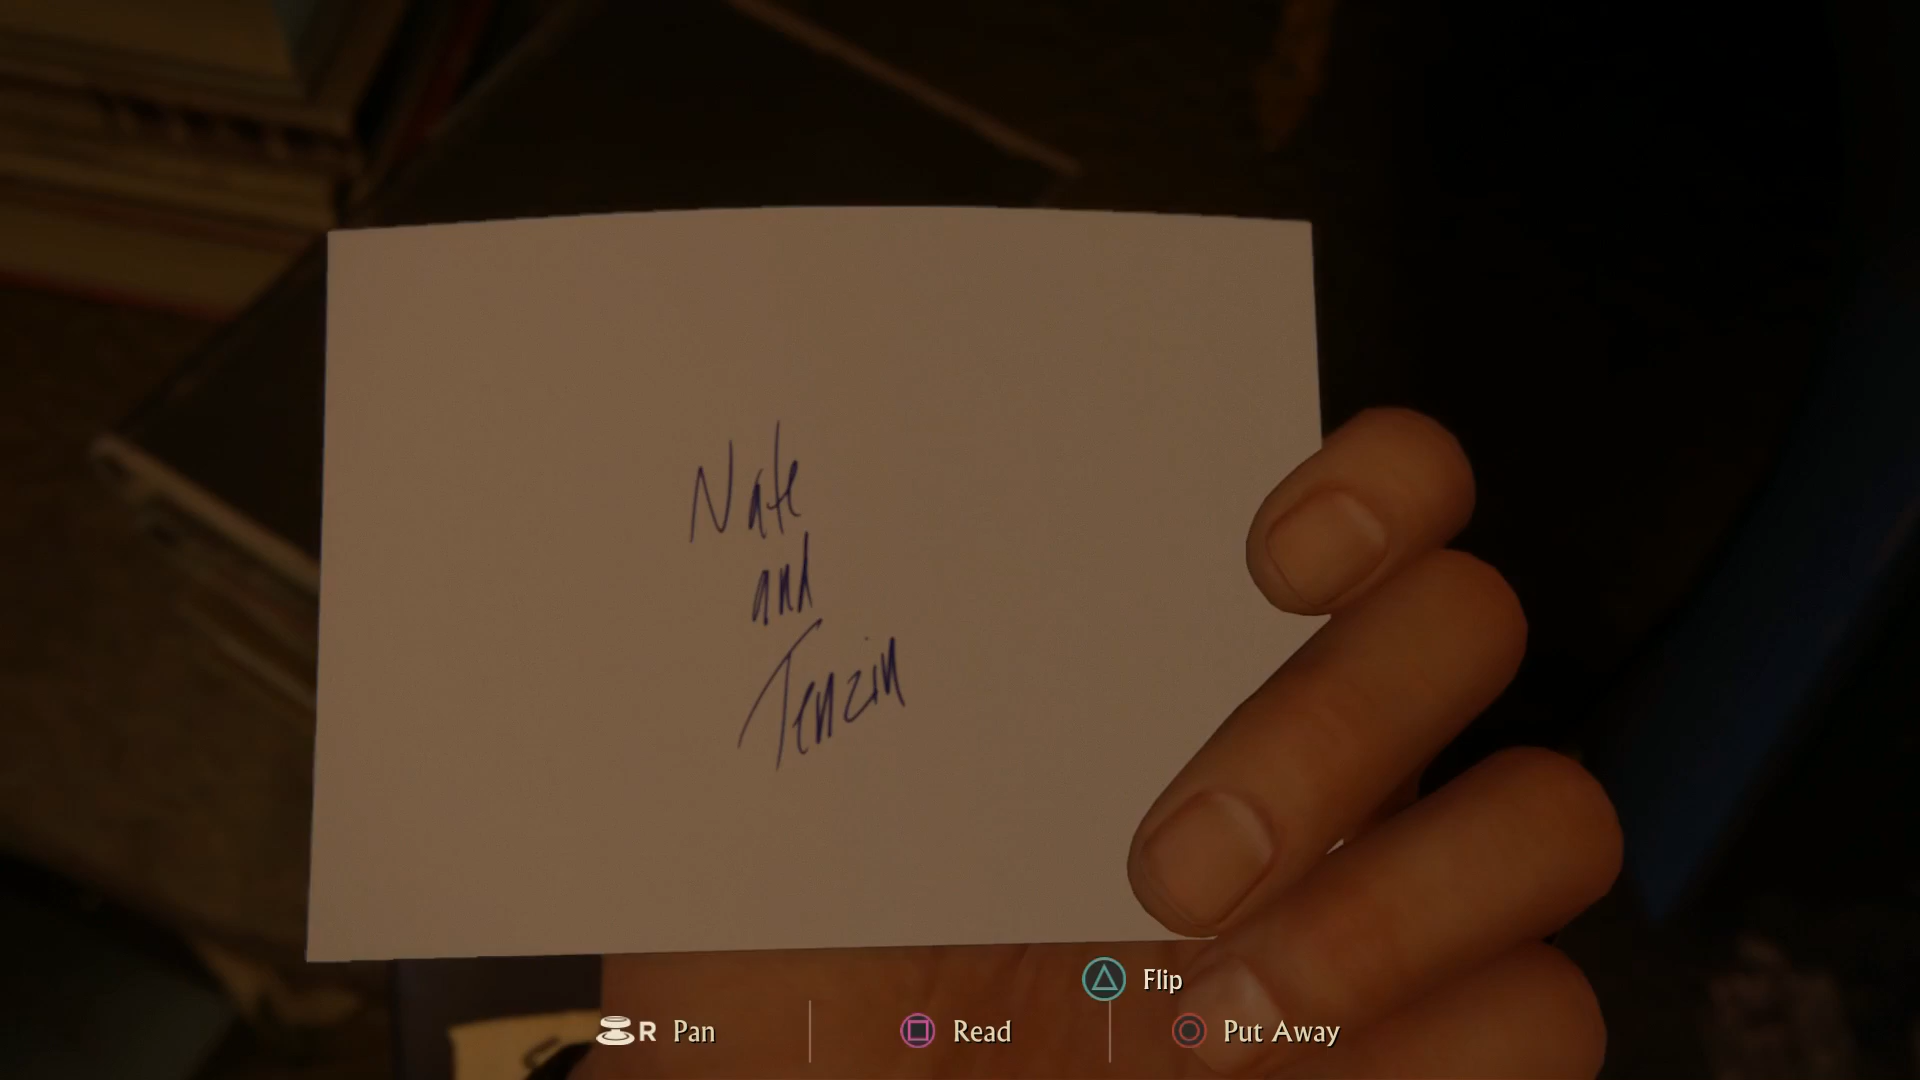 Nate
and
Tenzin
Flip
R Pan
Read
Put Away